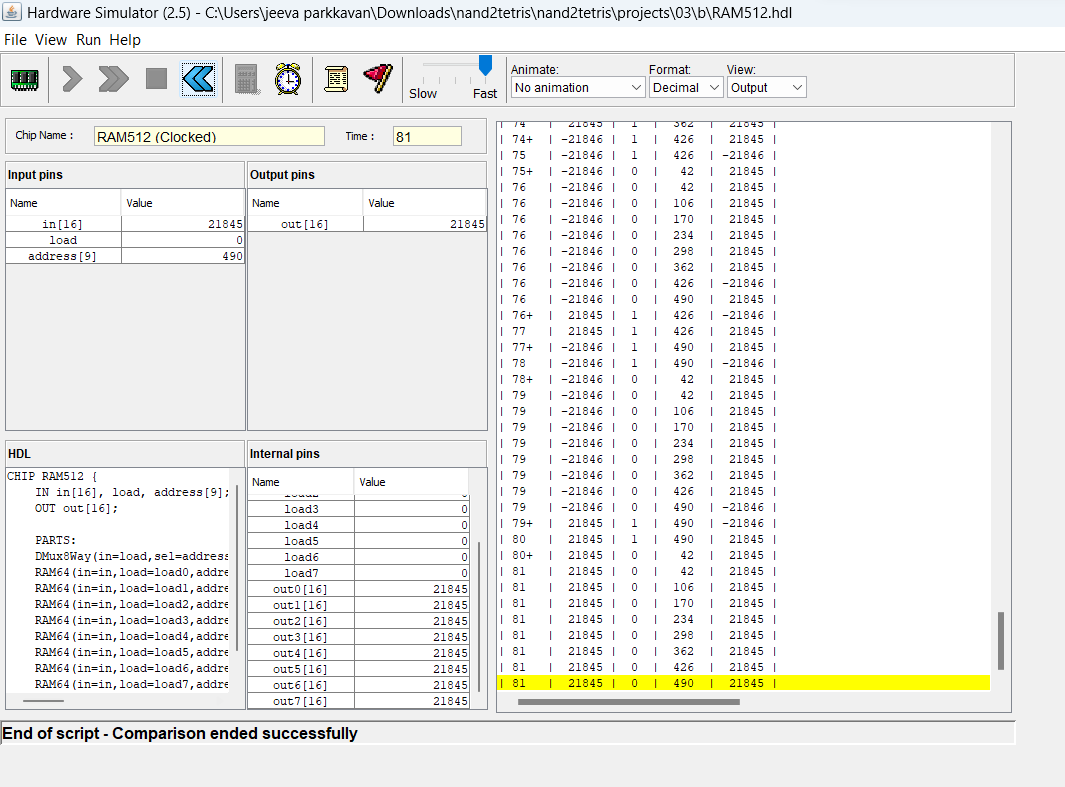 Hardware Simulator (2.5) - C:\Users\jeeva parkkavan\Downloads\nand2tetris\nand2tetris\projects\03\b\RAM512.hdl
File View Run Help
Slow Fast
Animate: Format: View:
No animation Decimal Output
Chip Name : RAM512 (Clocked) Time : 81
Input pins
Name Value
in[16] 21845
load 0
address[9] 490
Output pins
Name Value
out[16] 21845
HDL
CHIP RAM512 {
IN in[16], load, address[9];
OUT out[16];
PARTS:
DMux8Way(in=load,sel=address
RAM64(in=in,load=load0,addre
RAM64(in=in,load=load1,addre
RAM64(in=in,load=load2,addre
RAM64(in=in,load=load3,addre
RAM64(in=in,load=load4,addre
RAM64(in=in,load=load5,addre
RAM64(in=in,load=load6,addre
RAM64(in=in,load=load7,addre
Internal pins
Name Value
load2 0
load3 0
load4 0
load5 0
load6 0
load7 0
out0[16] 21845
out1[16] 21845
out2[16] 21845
out3[16] 21845
out4[16] 21845
out5[16] 21845
out6[16] 21845
out7[16] 21845
| 74 | 21845 | 1 | 362 | 21845 |
| 74+ | -21846 | 1 | 426 | 21845 |
| 75 | -21846 | 1 | 426 | -21846 |
| 75+ | -21846 | 0 | 42 | 21845 |
| 76 | -21846 | 0 | 42 | 21845 |
| 76 | -21846 | 0 | 106 | 21845 |
| 76 | -21846 | 0 | 170 | 21845 |
| 76 | -21846 | 0 | 234 | 21845 |
| 76 | -21846 | 0 | 298 | 21845 |
| 76 | -21846 | 0 | 362 | 21845 |
| 76 | -21846 | 0 | 426 | -21846 |
| 76 | -21846 | 0 | 490 | 21845 |
| 76+ | 21845 | 1 | 426 | -21846 |
| 77 | 21845 | 1 | 426 | 21845 |
| 77+ | -21846 | 1 | 490 | 21845 |
| 78 | -21846 | 1 | 490 | -21846 |
| 78+ | -21846 | 0 | 42 | 21845 |
| 79 | -21846 | 0 | 42 | 21845 |
| 79 | -21846 | 0 | 106 | 21845 |
| 79 | -21846 | 0 | 170 | 21845 |
| 79 | -21846 | 0 | 234 | 21845 |
| 79 | -21846 | 0 | 298 | 21845 |
| 79 | -21846 | 0 | 362 | 21845 |
| 79 | -21846 | 0 | 426 | 21845 |
| 79 | -21846 | 0 | 490 | -21846 |
| 79+ | 21845 | 1 | 490 | -21846 |
| 80 | 21845 | 1 | 490 | 21845 |
| 80+ | 21845 | 0 | 42 | 21845 |
| 81 | 21845 | 0 | 42 | 21845 |
| 81 | 21845 | 0 | 106 | 21845 |
| 81 | 21845 | 0 | 170 | 21845 |
| 81 | 21845 | 0 | 234 | 21845 |
| 81 | 21845 | 0 | 298 | 21845 |
| 81 | 21845 | 0 | 362 | 21845 |
| 81 | 21845 | 0 | 426 | 21845 |
| 81 | 21845 | 0 | 490 | 21845 |
End of script - Comparison ended successfully